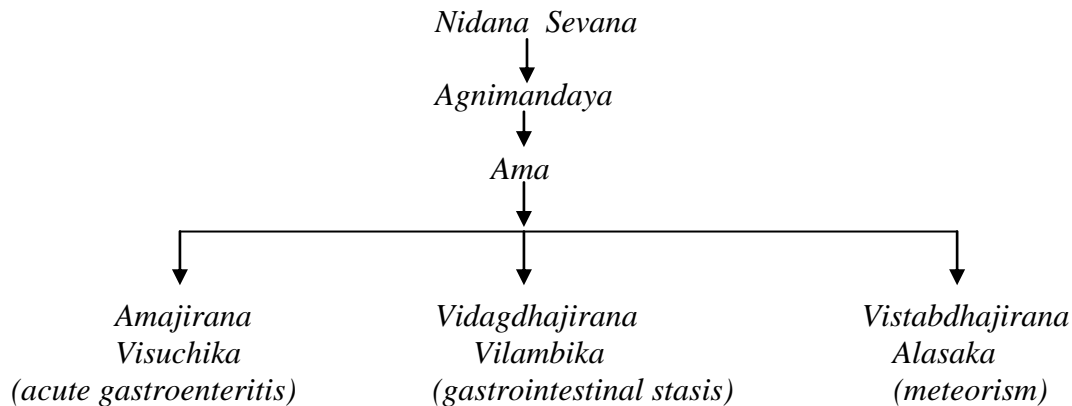 Nidana Sevana
Agnimandaya
Ama
Amajirana
Visuchika
(acute gastroenteritis)
Vidagdhajirana
Vilambika
(gastrointestinal stasis)
Vistabdhajirana
Alasaka
(meteorism)